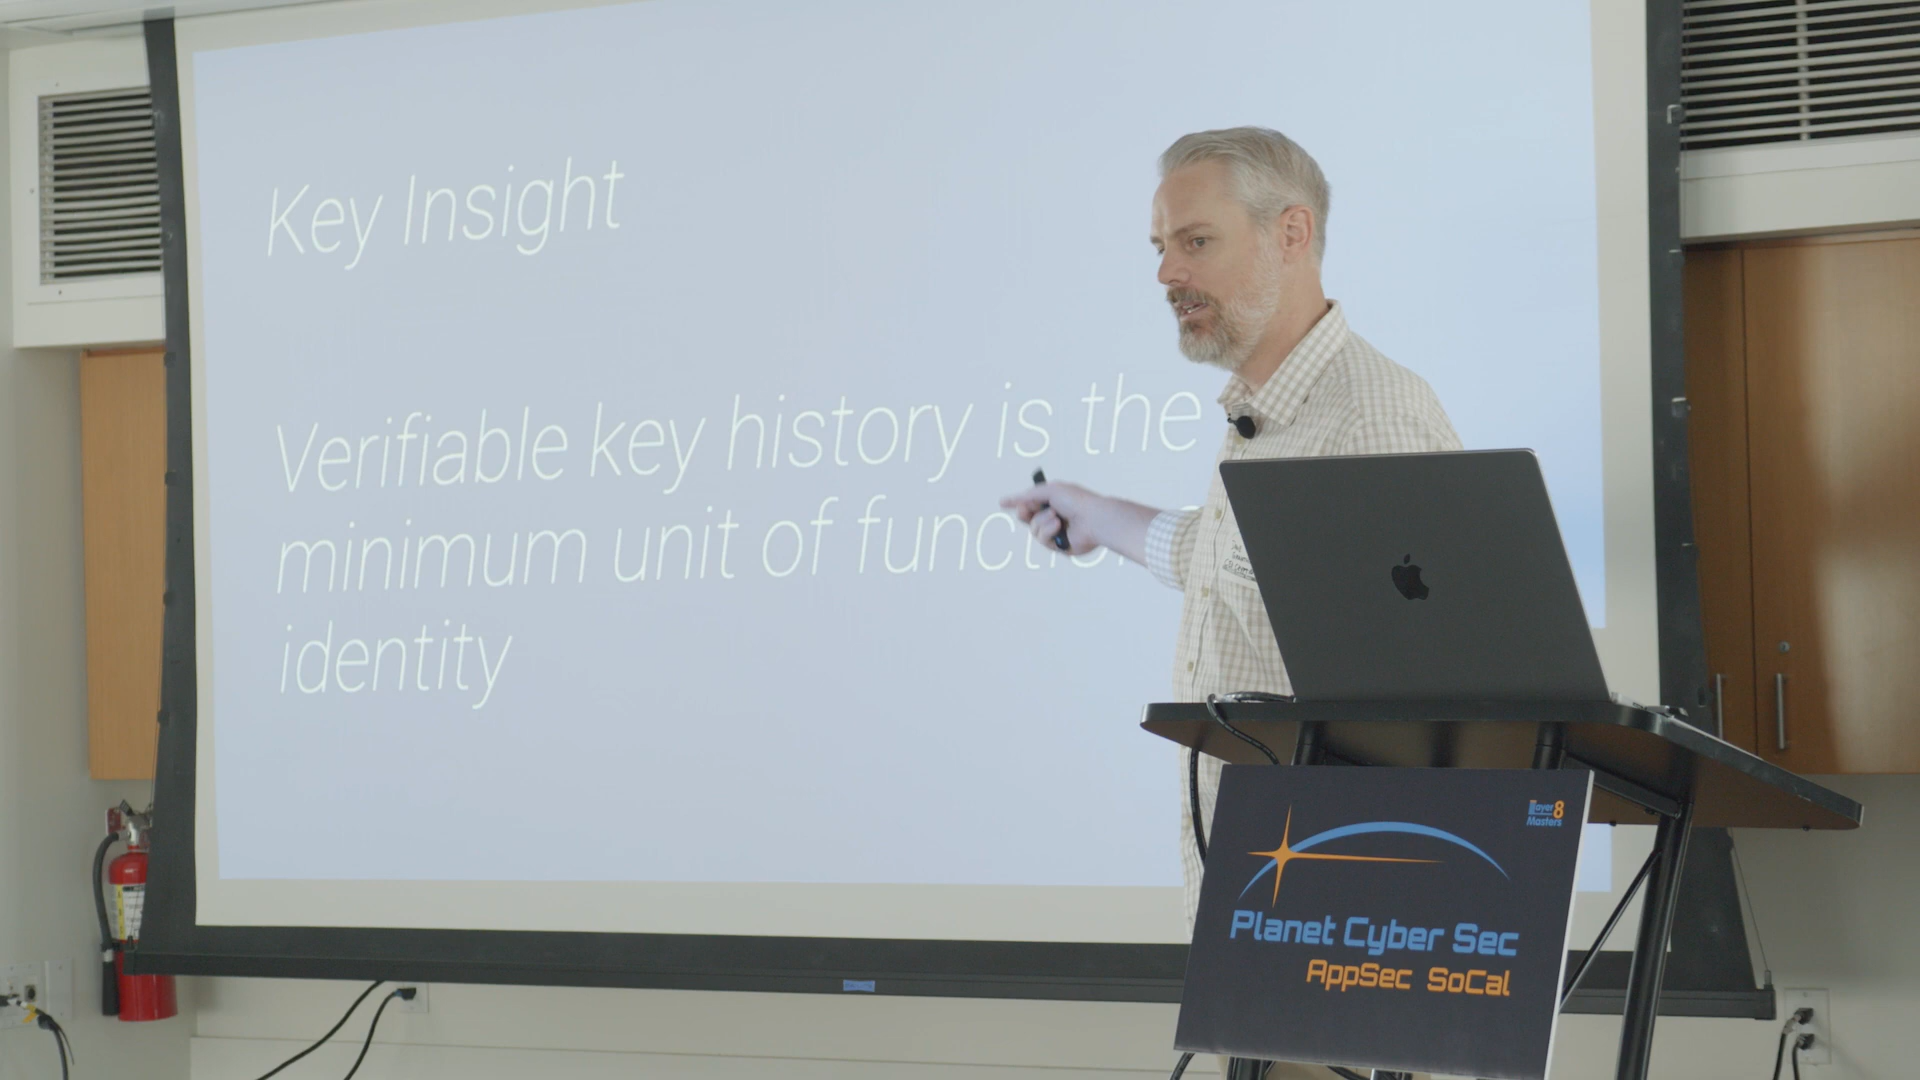 Key Insight
Verifiable key history is the
minimum unit of function
identity
Layer 8
Masters
Planet Cyber Sec
AppSec SoCal